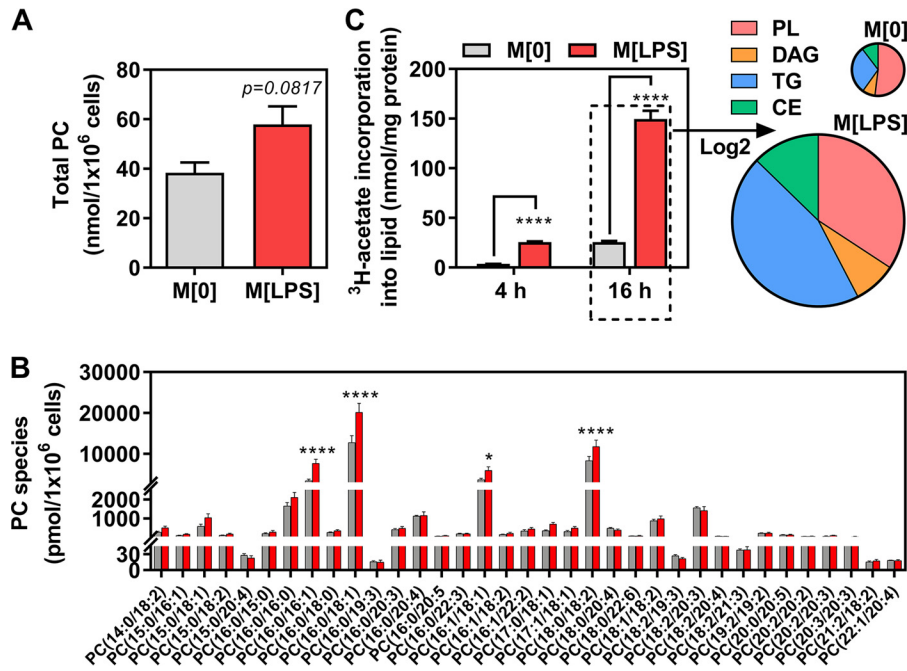 A
Total PC
(nmol/1x10⁶ cells)
80
60
40
20
0
p=0.0817
M[0]
M[LPS]
C
³H-acetate incorporation
into lipid (nmol/mg protein)
M[0]
M[LPS]
200
150
100
50
0
****
****
4 h
16 h
Log2
PL
DAG
TG
CE
M[0]
M[LPS]
B
PC species
(pmol/1x10⁶ cells)
30000
20000
10000
2000
1000
30
0
****
****
*
****
PC(14:0/18:2)
PC(15:0/16:1)
PC(15:0/18:1)
PC(15:0/18:2)
PC(15:0/20:4)
PC(16:0/15:0)
PC(16:0/16:0)
PC(16:0/16:1)
PC(16:0/18:0)
PC(16:0/18:1)
PC(16:0/19:3)
PC(16:0/20:3)
PC(16:0/20:4)
PC(16:0/20:5
PC(16:0/22:3)
PC(16:1/18:1)
PC(16:1/18:2)
PC(16:1/22:2)
PC(17:0/18:1)
PC(17:1/18:1)
PC(18:0/18:2)
PC(18:0/20:4)
PC(18:0/22:6)
PC(18:1/18:2)
PC(18:2/19:3)
PC(18:2/20:3)
PC(18:2/20:4)
PC(18:2/21:3)
PC(19:2/19:2)
PC(20:0/20:5)
PC(20:2/20:2)
PC(20:2/20:3)
PC(20:3/20:3)
PC(21:2/18:2)
PC(22:1/20:4)